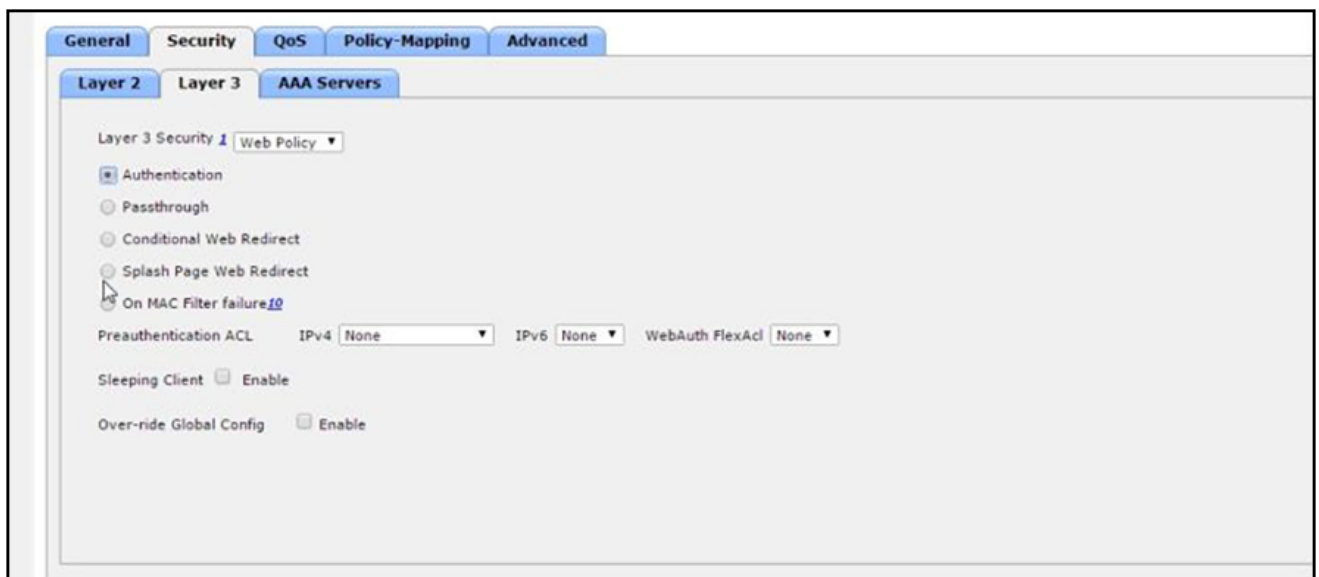 General Security QoS Policy-Mapping Advanced
Layer 2 Layer 3 AAA Servers
Layer 3 Security 1 Web Policy
Authentication
Passthrough
Conditional Web Redirect
Splash Page Web Redirect
On MAC Filter failure10
Preauthentication ACL IPv4 None IPv6 None WebAuth FlexAcl None
Sleeping Client Enable
Over-ride Global Config Enable